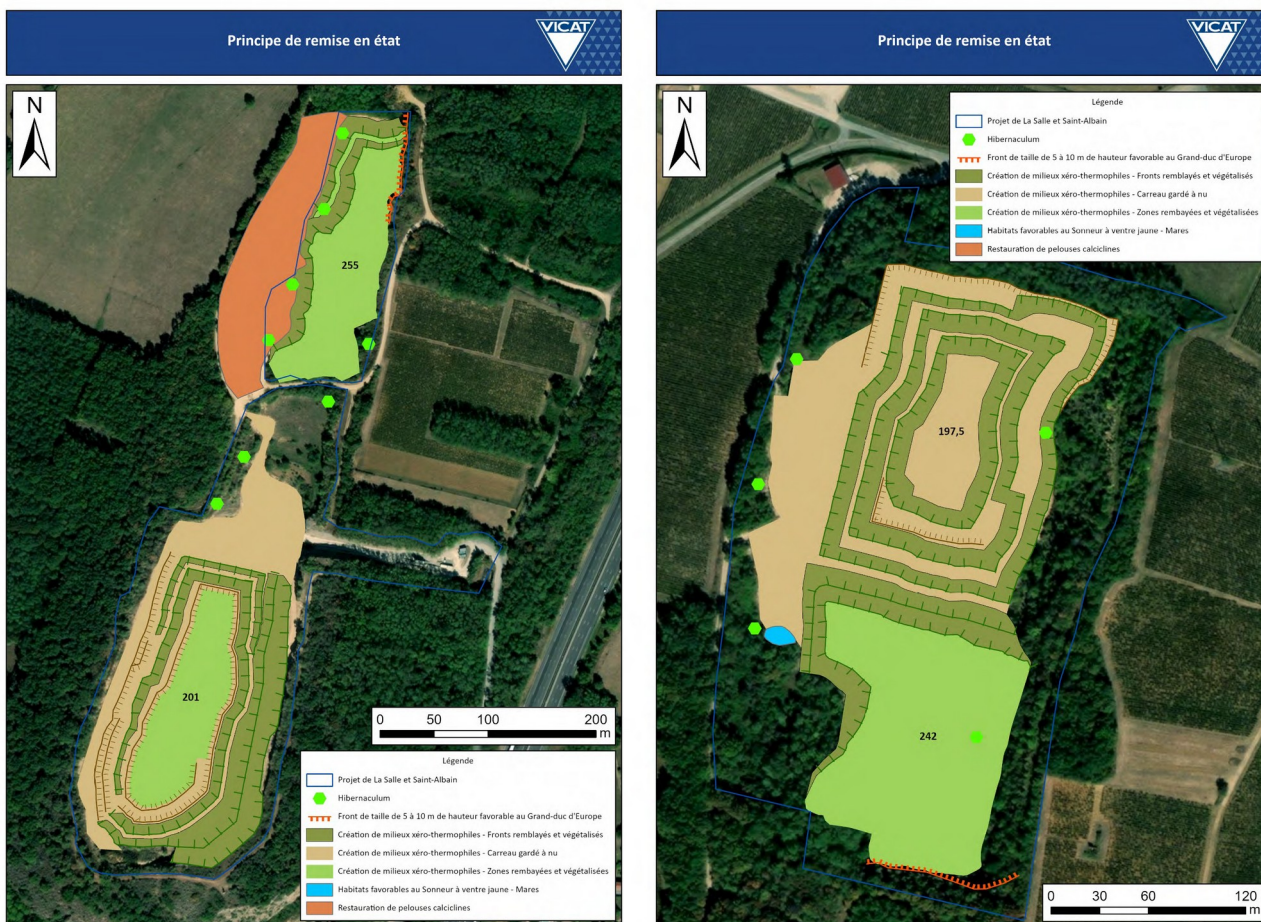 Principe de remise en état
VICAT
N
255
201
0 50 100 200
m
Légende
Projet de La Salle et Saint-Albain
Hibernaculum
Front de taille de 5 à 10 m de hauteur favorable au Grand-duc d'Europe
Création de milieux xéro-thermophiles - Fronts remblayés et végétalisés
Création de milieux xéro-thermophiles - Carreau gardé à nu
Création de milieux xéro-thermophiles - Zones rembayées et végétalisées
Habitats favorables au Sonneur à ventre jaune - Mares
Restauration de pelouses calciclines
Principe de remise en état
VICAT
N
Légende
Projet de La Salle et Saint-Albain
Hibernaculum
Front de taille de 5 à 10 m de hauteur favorable au Grand-duc d'Europe
Création de milieux xéro-thermophiles - Fronts remblayés et végétalisés
Création de milieux xéro-thermophiles - Carreau gardé à nu
Création de milieux xéro-thermophiles - Zones rembayées et végétalisées
Habitats favorables au Sonneur à ventre jaune - Mares
Restauration de pelouses calciclines
197,5
242
0 30 60 120
m